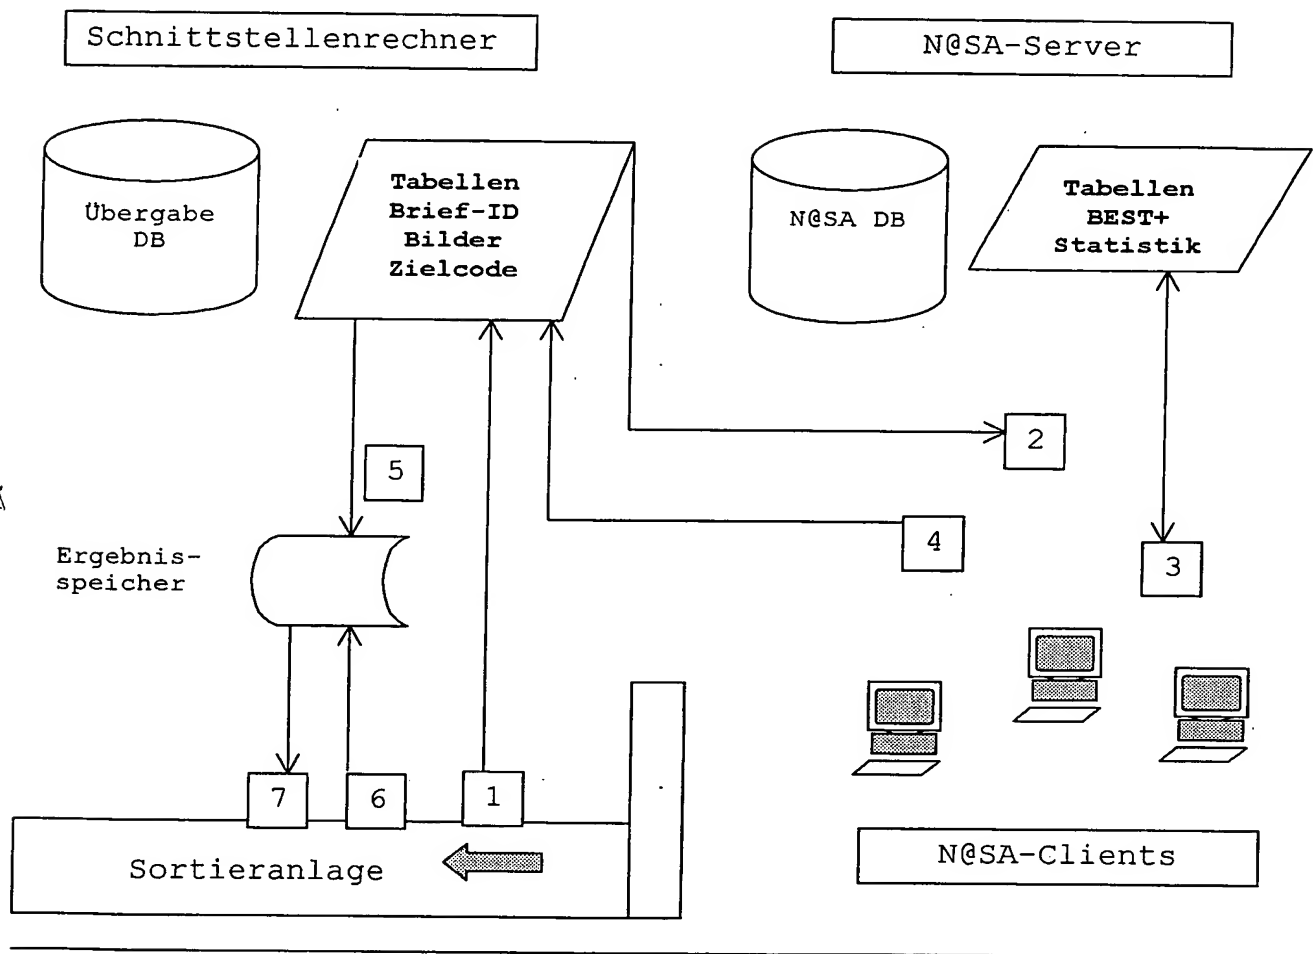 Schnittstellenrechner
N@SA-Server
Übergabe
DB
Tabellen
Brief-ID
Bilder
Zielcode
N@SA DB
Tabellen
BEST+
Statistik
2
5
4
3
Ergebnis-
speicher
7
6
1
Sortieranlage
N@SA-Clients